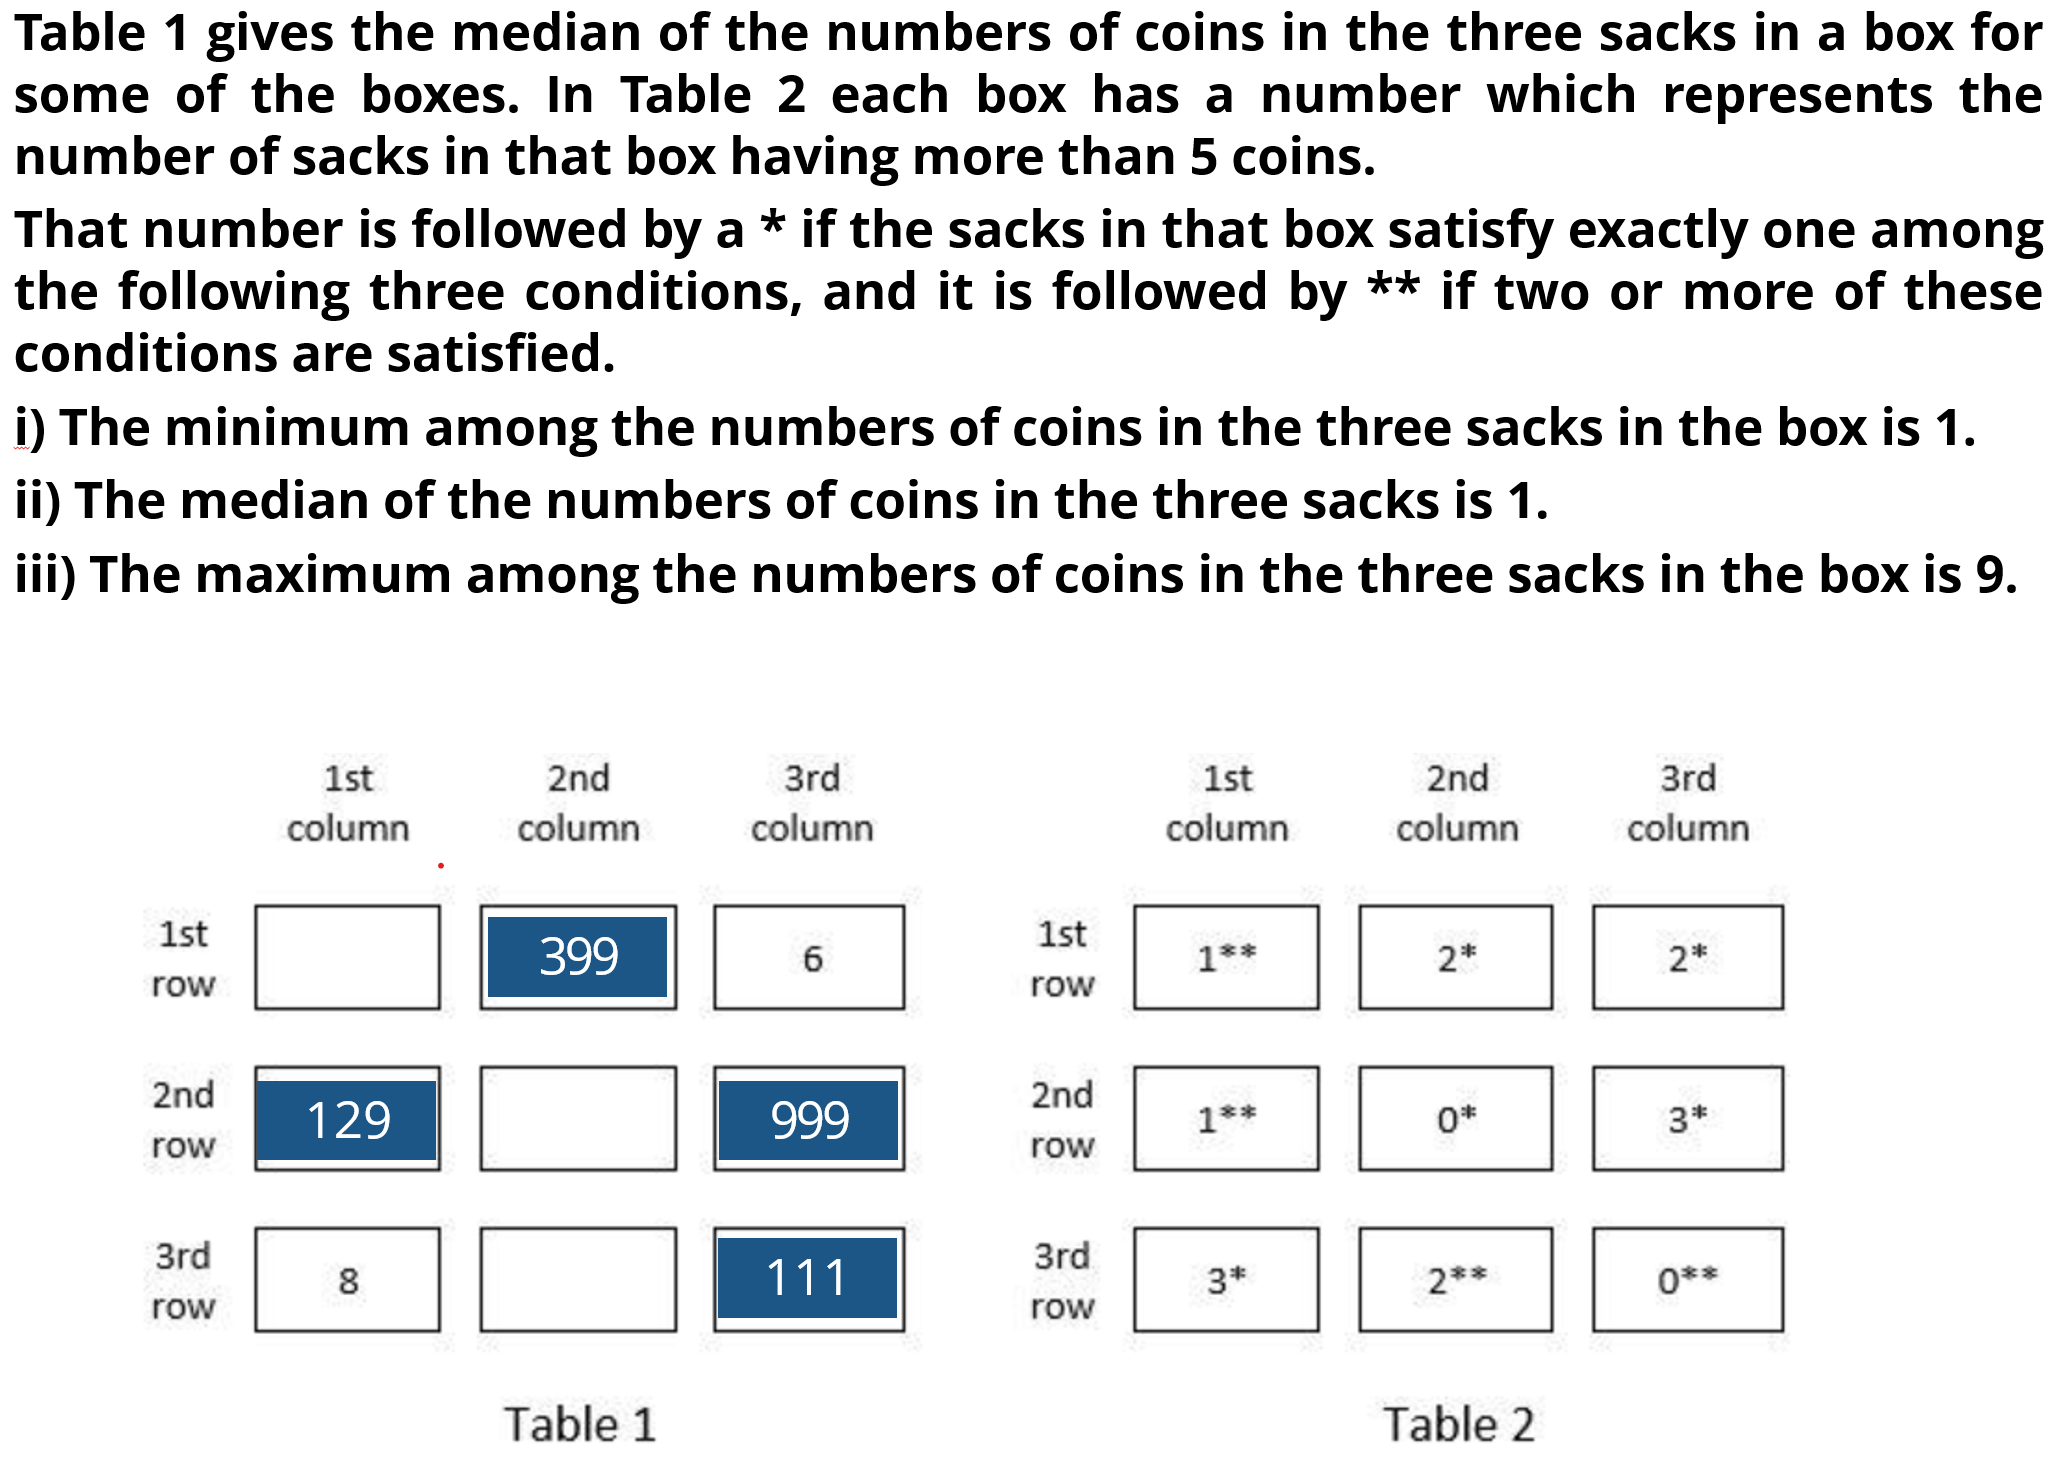 Table 1 gives the median of the numbers of coins in the three sacks in a box for
some of the boxes. In Table 2 each box has a number which represents the
number of sacks in that box having more than 5 coins.
That number is followed by a * if the sacks in that box satisfy exactly one among
the following three conditions, and it is followed by ** if two or more of these
conditions are satisfied.
i) The minimum among the numbers of coins in the three sacks in the box is 1.
ii) The median of the numbers of coins in the three sacks is 1.
iii) The maximum among the numbers of coins in the three sacks in the box is 9.
1st column 2nd column 3rd column 1st column 2nd column 3rd column
1st row 399 6 1st row 1** 2* 2*
2nd row 129 999 2nd row 1** 0* 3*
3rd row 8 111 3rd row 3* 2** 0**
Table 1 Table 2